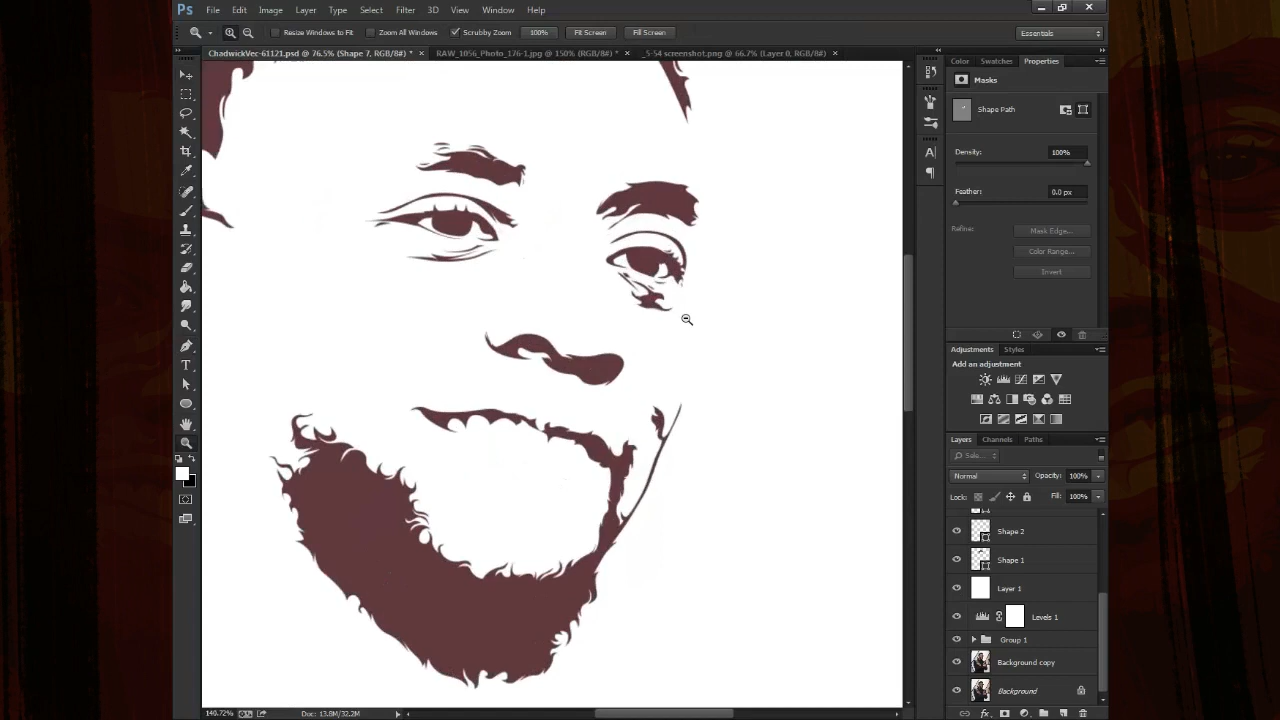 Ps File Edit Image Layer Type Select Filter 3D View Window Help
Resize Windows to Fit Zoom All Windows Scrubby Zoom 100% Fit Screen Fill Screen Essentials
ChadwickVec-61121.psd @ 76.5% (Shape 7, RGB/8#) * × RAW_1056_Photo_176-1.jpg @ 150% (RGB/8#) * × _5-54 screenshot.png @ 66.7% (Layer 0, RGB/8#) ×
Color Swatches Properties
Masks
Shape Path
Density: 100%
Feather: 0.0 px
Refine: Mask Edge...
Color Range...
Invert
Adjustments Styles
Add an adjustment
Layers Channels Paths
Sele...
Normal Opacity: 100%
Lock: Fill: 100%
Shape 2
Shape 1
Layer 1
Levels 1
Group 1
Background copy
Background
140.72% Doc: 13.8M/32.2M